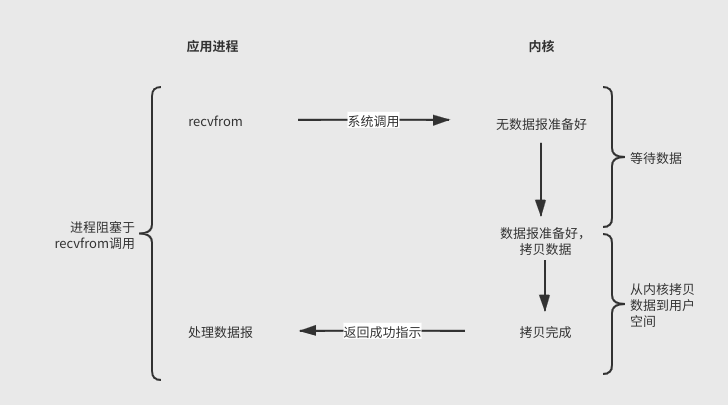 应用进程
内核
recvfrom
系统调用
无数据报准备好
等待数据
进程阻塞于
recvfrom调用
数据报准备好，
拷贝数据
从内核拷贝
数据到用户
空间
处理数据报
返回成功指示
拷贝完成